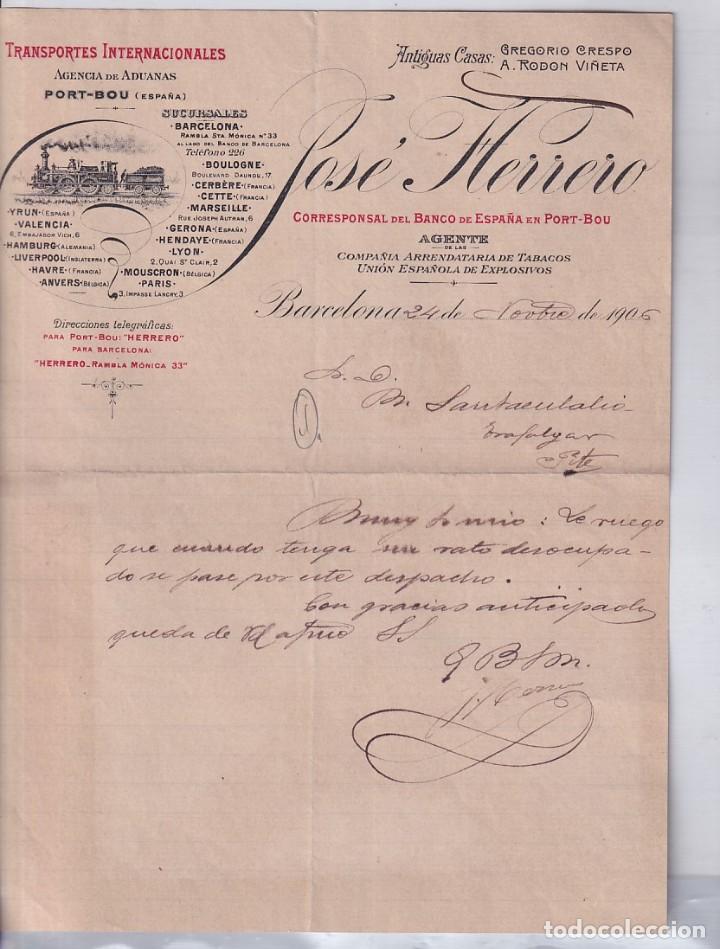 TRANSPORTES INTERNACIONALES
AGENCIA DE ADUANAS
PORT-BOU (ESPAÑA)
SUCURSALES
·BARCELONA·
RAMBLA STA MÓNICA Nº 33
AL LADO DEL BANCO DE BARCELONA
Teléfono 226
·BOULOGNE·
BOULEVARD DAUNOU, 17
·CERBÈRE·(FRANCIA)
·CETTE·(FRANCIA)
·MARSEILLE·
RUE JOSEPH AUTRAN, 6
·GERONA·(ESPAÑA)
·HENDAYE·(FRANCIA)
·LYON·
2, QUAI ST CLAIR, 2
·MOUSCRON·(BÉLGICA)
·PARIS·
3, IMPASSE LANCRY, 3
·YRUN·(ESPAÑA)
·VALENCIA·
6, EMBAJADOR VICH, 6
·HAMBURG·(ALEMANIA)
·LIVERPOOL·(INGLATERRA)
·HAVRE·(FRANCIA)
·ANVERS·(BÉLGICA)
Direcciones telegráficas:
PARA PORT-BOU: "HERRERO"
PARA BARCELONA:
"HERRERO_RAMBLA MÓNICA 33"
Antiguas Casas: GREGORIO CRESPO
A. RODON VIÑETA
José Herrero
CORRESPONSAL DEL BANCO DE ESPAÑA EN PORT-BOU
AGENTE
DE LAS
COMPAÑIA ARRENDATARIA DE TABACOS
UNIÓN ESPAÑOLA DE EXPLOSIVOS
Barcelona 24 de Novbre de 1906
S. D.
Trafalgar
Pte
1.
muy S mio: Le ruego
que cuando tenga un rato desocupa-
do se pase por este despacho.
Con gracias anticipada
queda de V atmo SS
Q B S m.